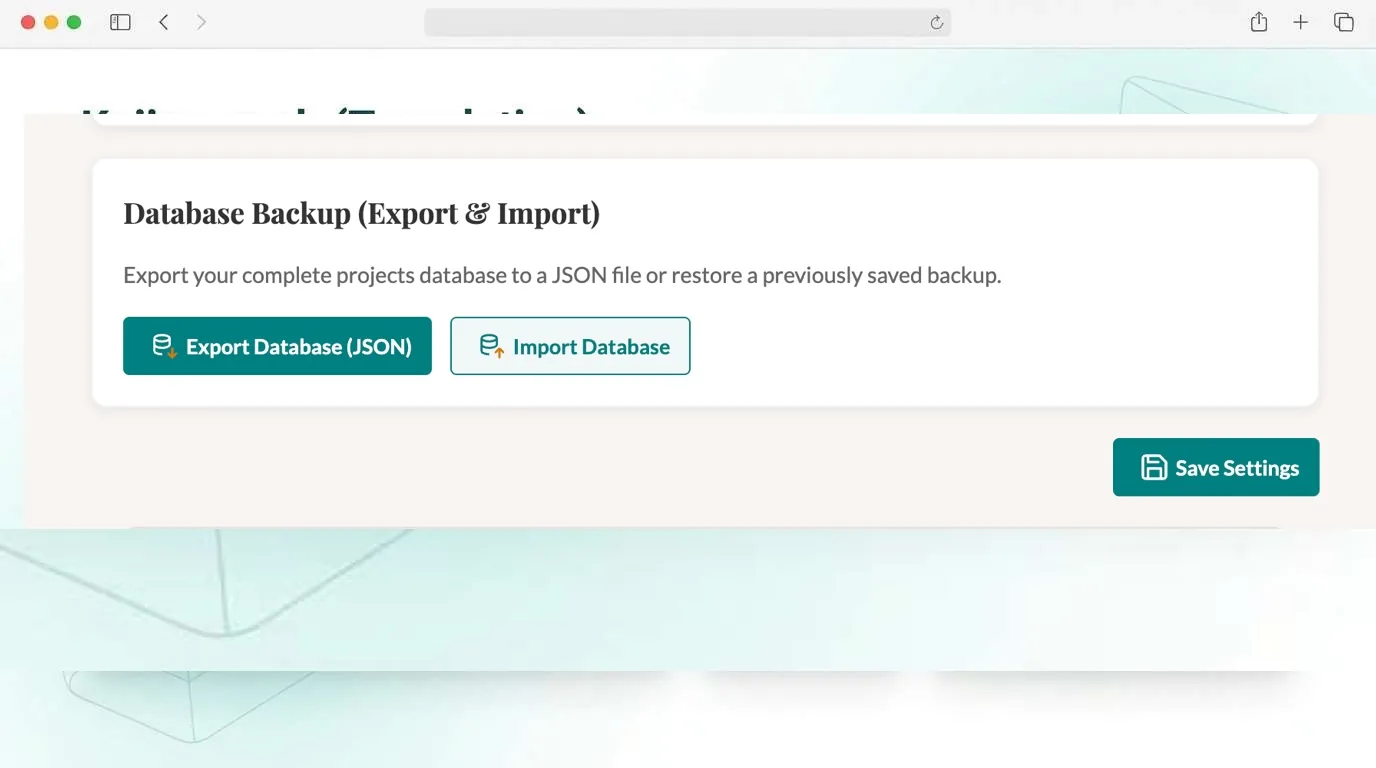 Database Backup (Export & Import)
Export your complete projects database to a JSON file or restore a previously saved backup.
Export Database (JSON)
Import Database
Save Settings